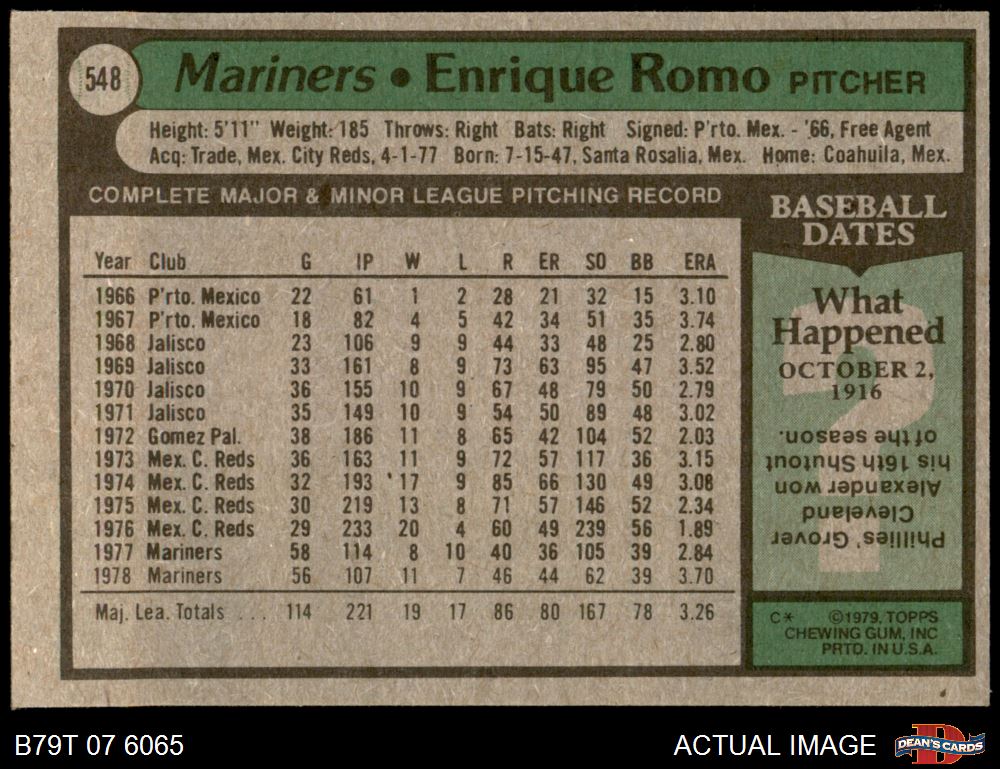 548
Mariners • Enrique Romo PITCHER
Height: 5'11" Weight: 185 Throws: Right Bats: Right Signed: P'rto. Mex. - '66, Free Agent
Acq: Trade, Mex. City Reds, 4-1-77 Born: 7-15-47, Santa Rosalia, Mex. Home: Coahuila, Mex.
COMPLETE MAJOR & MINOR LEAGUE PITCHING RECORD
Year Club G IP W L R ER SO BB ERA
1966 P'rto. Mexico 22 61 1 2 28 21 32 15 3.10
1967 P'rto. Mexico 18 82 4 5 42 34 51 35 3.74
1968 Jalisco 23 106 9 9 44 33 48 25 2.80
1969 Jalisco 33 161 8 9 73 63 95 47 3.52
1970 Jalisco 36 155 10 9 67 48 79 50 2.79
1971 Jalisco 35 149 10 9 54 50 89 48 3.02
1972 Gomez Pal. 38 186 11 8 65 42 104 52 2.03
1973 Mex. C. Reds 36 163 11 9 72 57 117 36 3.15
1974 Mex. C. Reds 32 193 17 9 85 66 130 49 3.08
1975 Mex. C. Reds 30 219 13 8 71 57 146 52 2.34
1976 Mex. C. Reds 29 233 20 4 60 49 239 56 1.89
1977 Mariners 58 114 8 10 40 36 105 39 2.84
1978 Mariners 56 107 11 7 46 44 62 39 3.70
Maj. Lea. Totals . . . 114 221 19 17 86 80 167 78 3.26
BASEBALL
DATES
What
Happened
OCTOBER 2,
1916
Phillies' Grover
Cleveland
Alexander won
his 16th Shutout
of the season.
C* ©1979, TOPPS
CHEWING GUM, INC
PRTD. IN U.S.A.
B79T 07 6065
ACTUAL IMAGE
D
DEAN'S CARDS